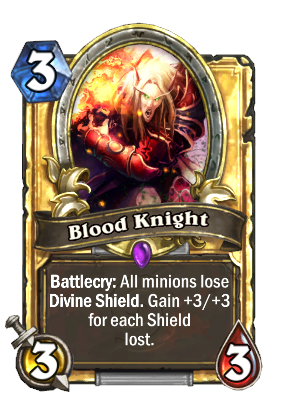 3
Blood Knight
Battlecry: All minions lose
Divine Shield. Gain +3/+3
for each Shield
lost.
3
3